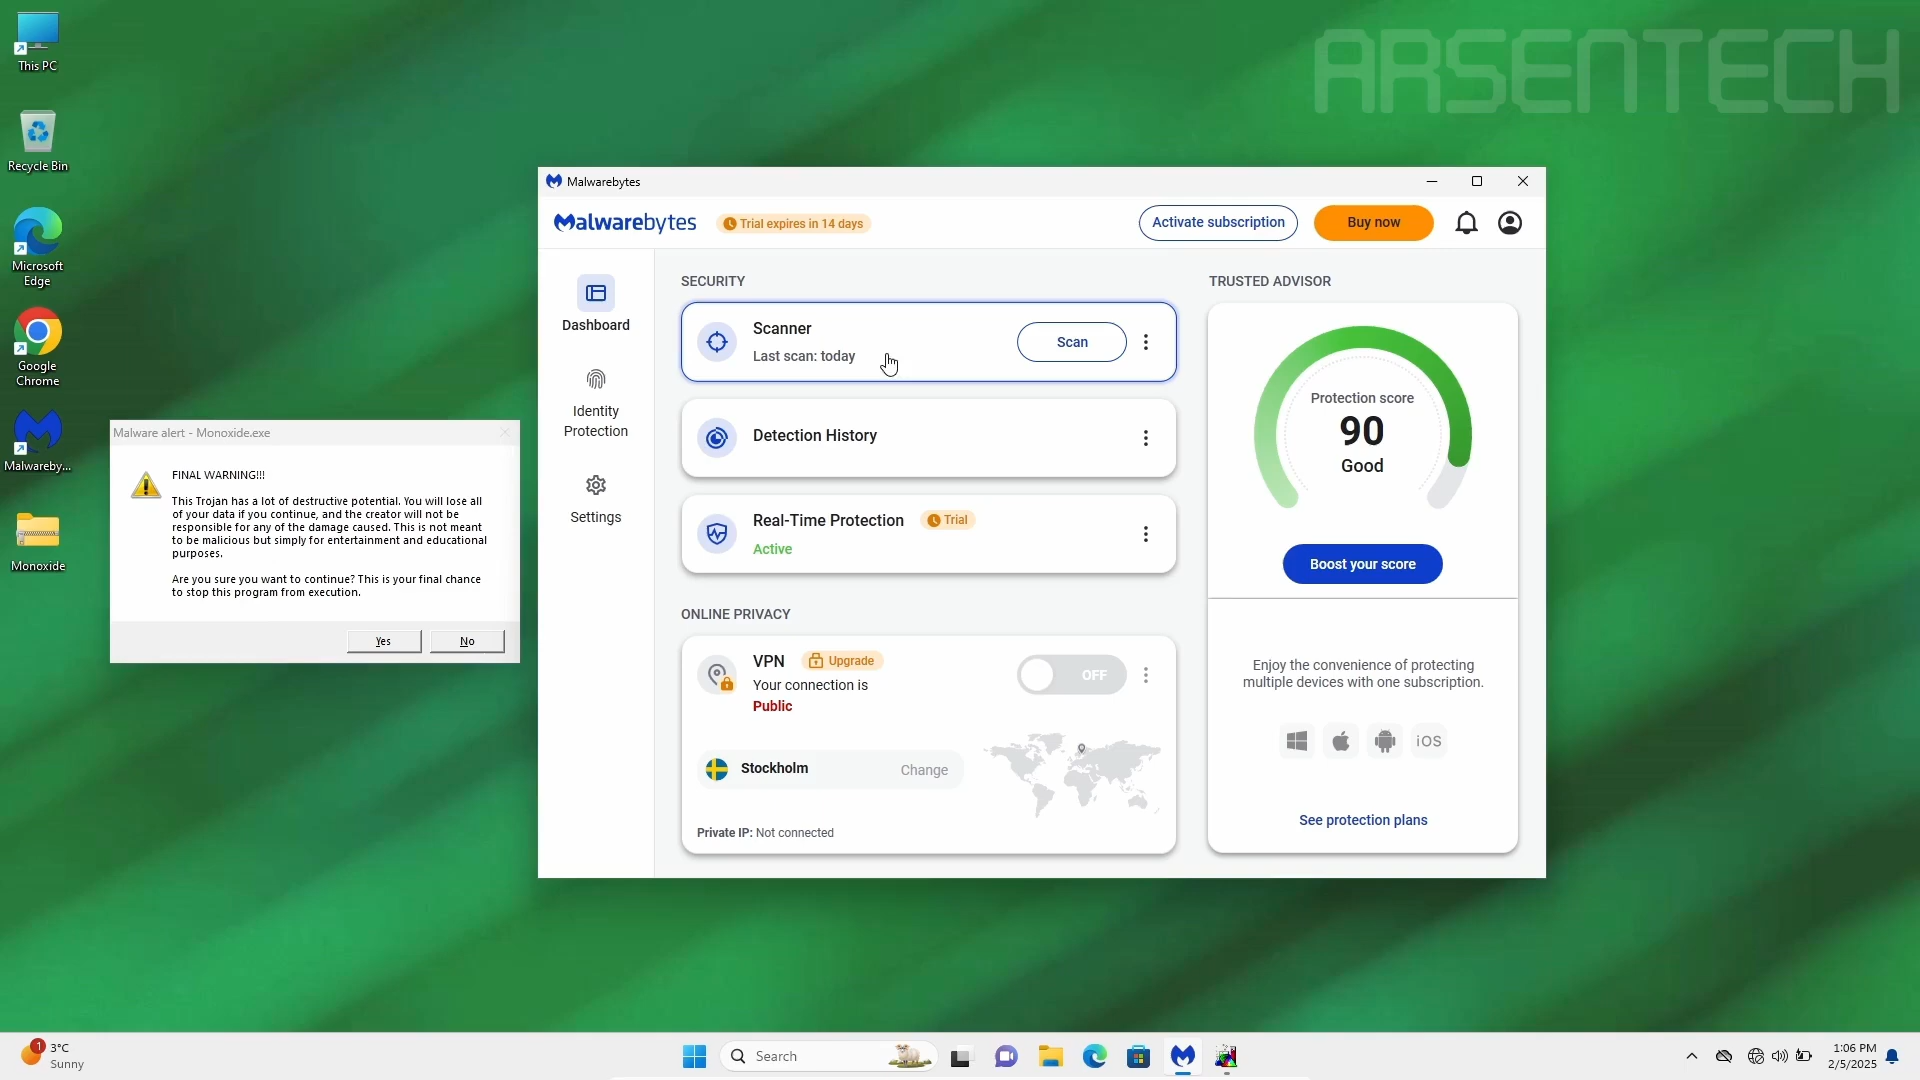 ARSENTECH
This PC
Recycle Bin
Microsoft
Edge
Google
Chrome
Malwareby...
Monoxide
Malware alert - Monoxide.exe
FINAL WARNING!!!
This Trojan has a lot of destructive potential. You will lose all
of your data if you continue, and the creator will not be
responsible for any of the damage caused. This is not meant
to be malicious but simply for entertainment and educational
purposes.
Are you sure you want to continue? This is your final chance
to stop this program from execution.
Yes
No
Malwarebytes
Malwarebytes
Trial expires in 14 days
Activate subscription
Buy now
Dashboard
Identity
Protection
Settings
SECURITY
Scanner
Last scan: today
Scan
Detection History
Real-Time Protection
Trial
Active
ONLINE PRIVACY
VPN
Upgrade
Your connection is
Public
OFF
Stockholm
Change
Private IP: Not connected
TRUSTED ADVISOR
Protection score
90
Good
Boost your score
Enjoy the convenience of protecting
multiple devices with one subscription.
iOS
See protection plans
1
3°C
Sunny
Search
1:06 PM
2/5/2025